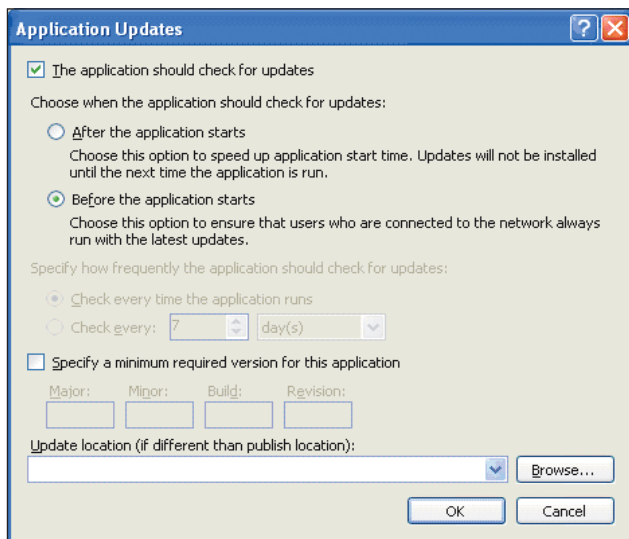 Application Updates
The application should check for updates
Choose when the application should check for updates:
After the application starts
Choose this option to speed up application start time. Updates will not be installed
until the next time the application is run.
Before the application starts
Choose this option to ensure that users who are connected to the network always
run with the latest updates.
Specify how frequently the application should check for updates:
Check every time the application runs
Check every: 7 day(s)
Specify a minimum required version for this application
Major: Minor: Build: Revision:
Update location (if different than publish location):
Browse...
OK Cancel